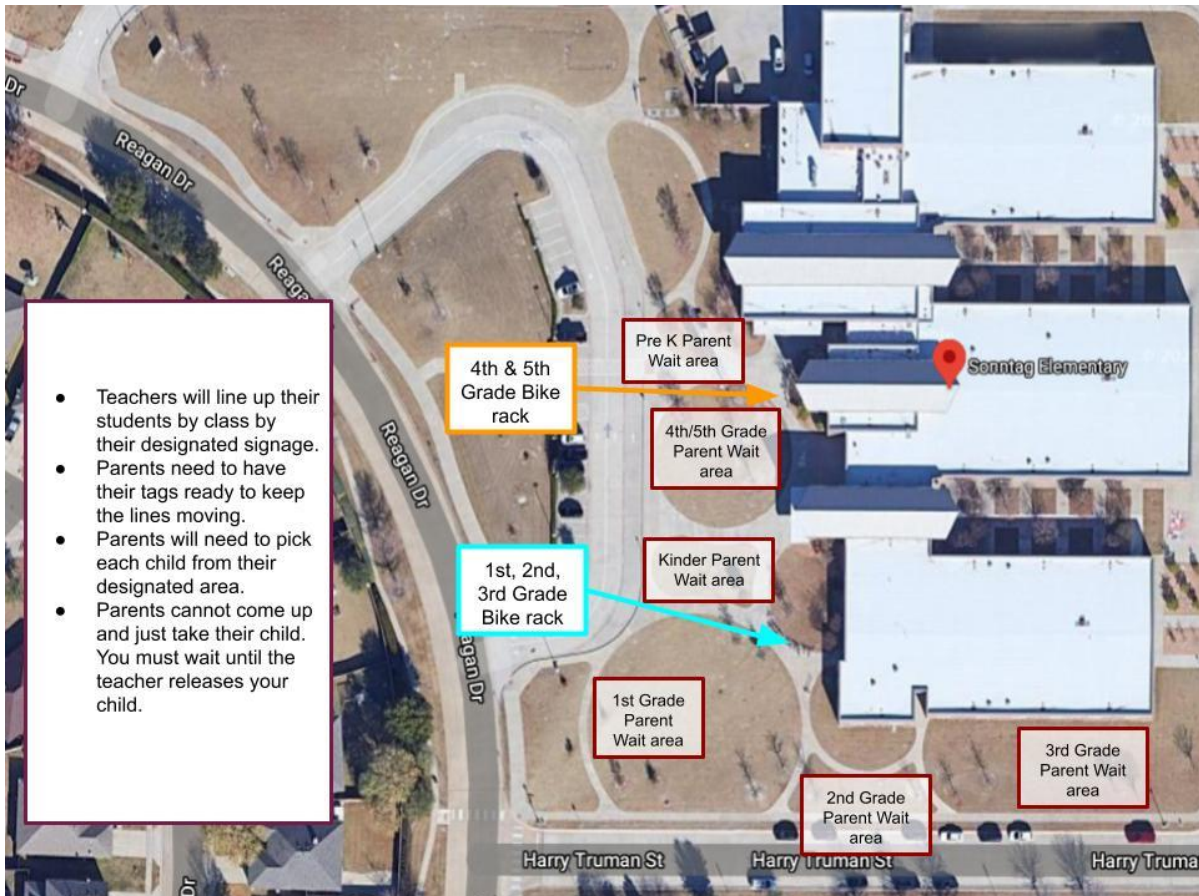 Dr
Reagan Dr
Reaga
Pre K Parent
Wait area
4th & 5th
Grade Bike
rack
Sonntag Elementary
● Teachers will line up their
students by class by
their designated signage.
● Parents need to have
their tags ready to keep
the lines moving.
● Parents will need to pick
each child from their
designated area.
● Parents cannot come up
and just take their child.
You must wait until the
teacher releases your
child.
Reagan Dr
4th/5th Grade
Parent Wait
area
1st, 2nd,
3rd Grade
Bike rack
Kinder Parent
Wait area
agan Dr
1st Grade
Parent
Wait area
2nd Grade
Parent Wait
area
3rd Grade
Parent Wait
area
Harry Truman St
Harry Truman St
Harry Truma
Dr